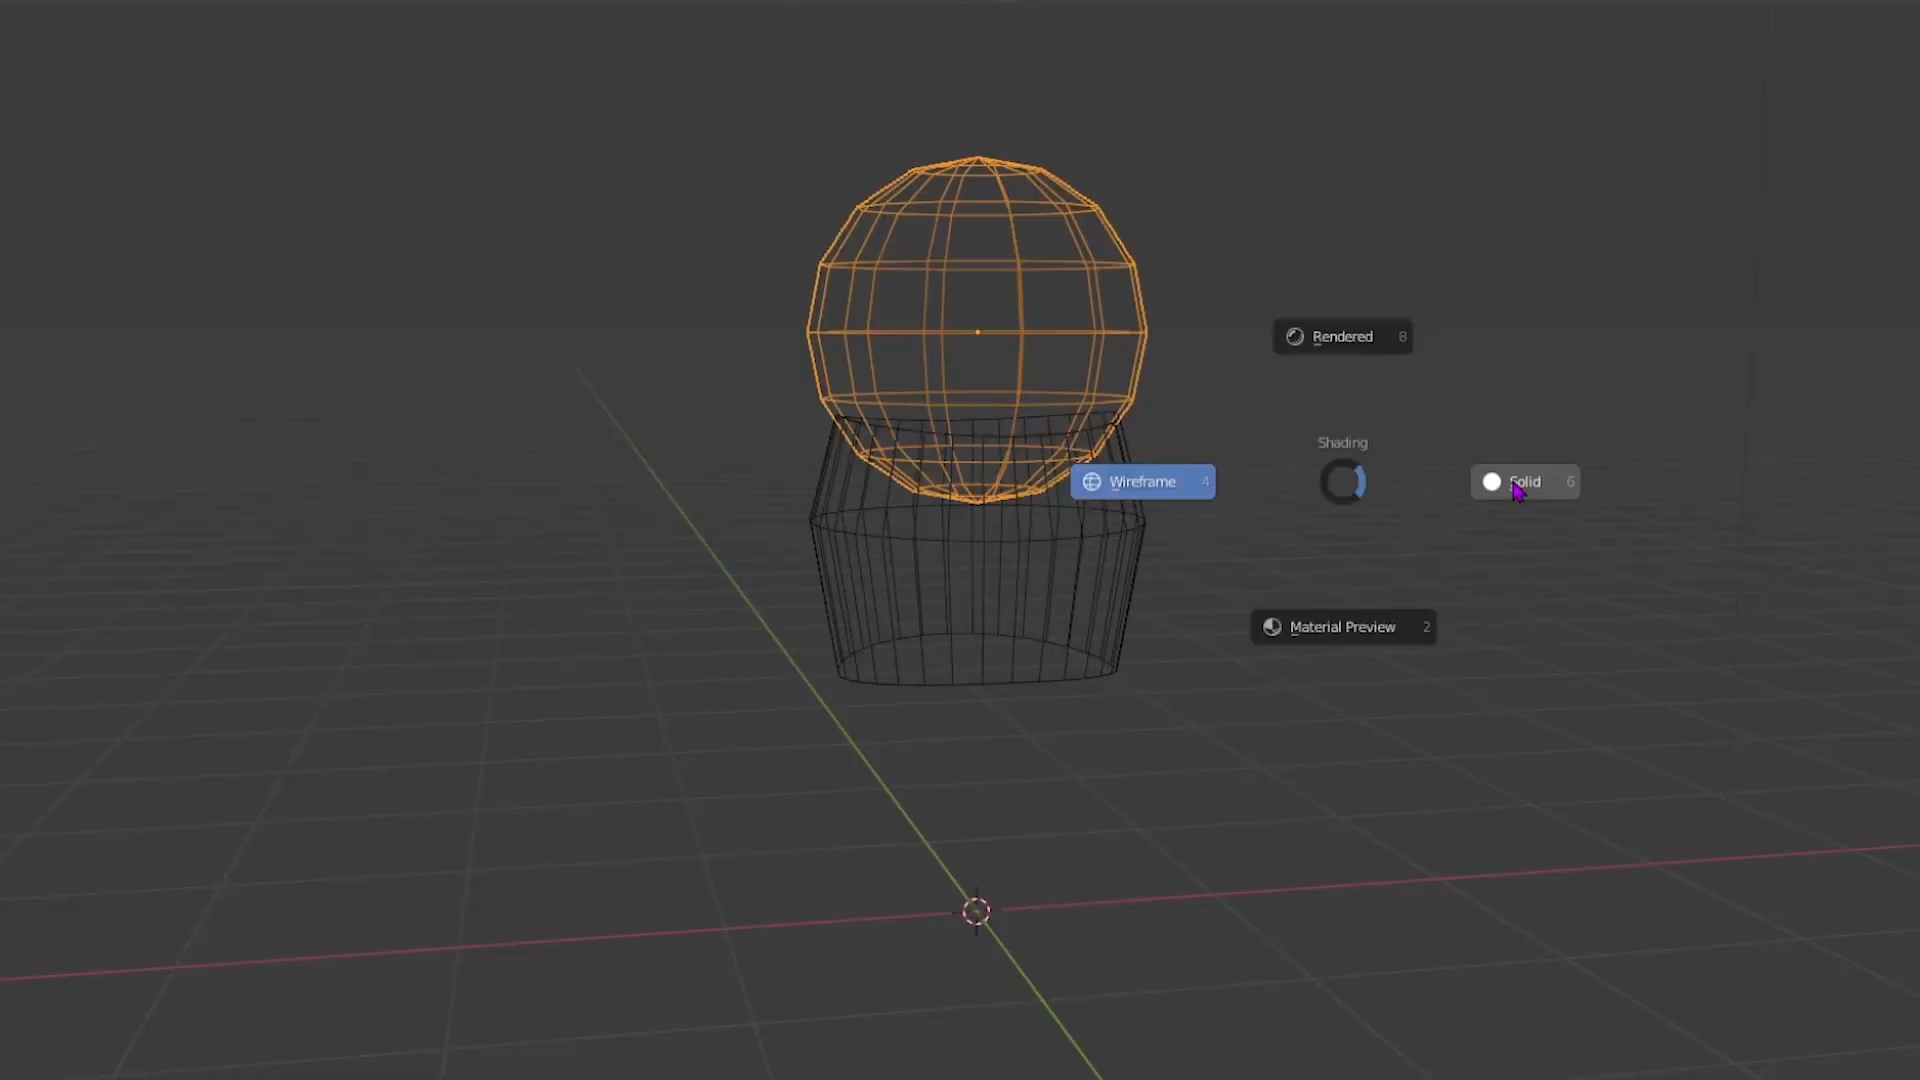 Rendered 8
Shading
Wireframe 4
Solid 6
Material Preview 2